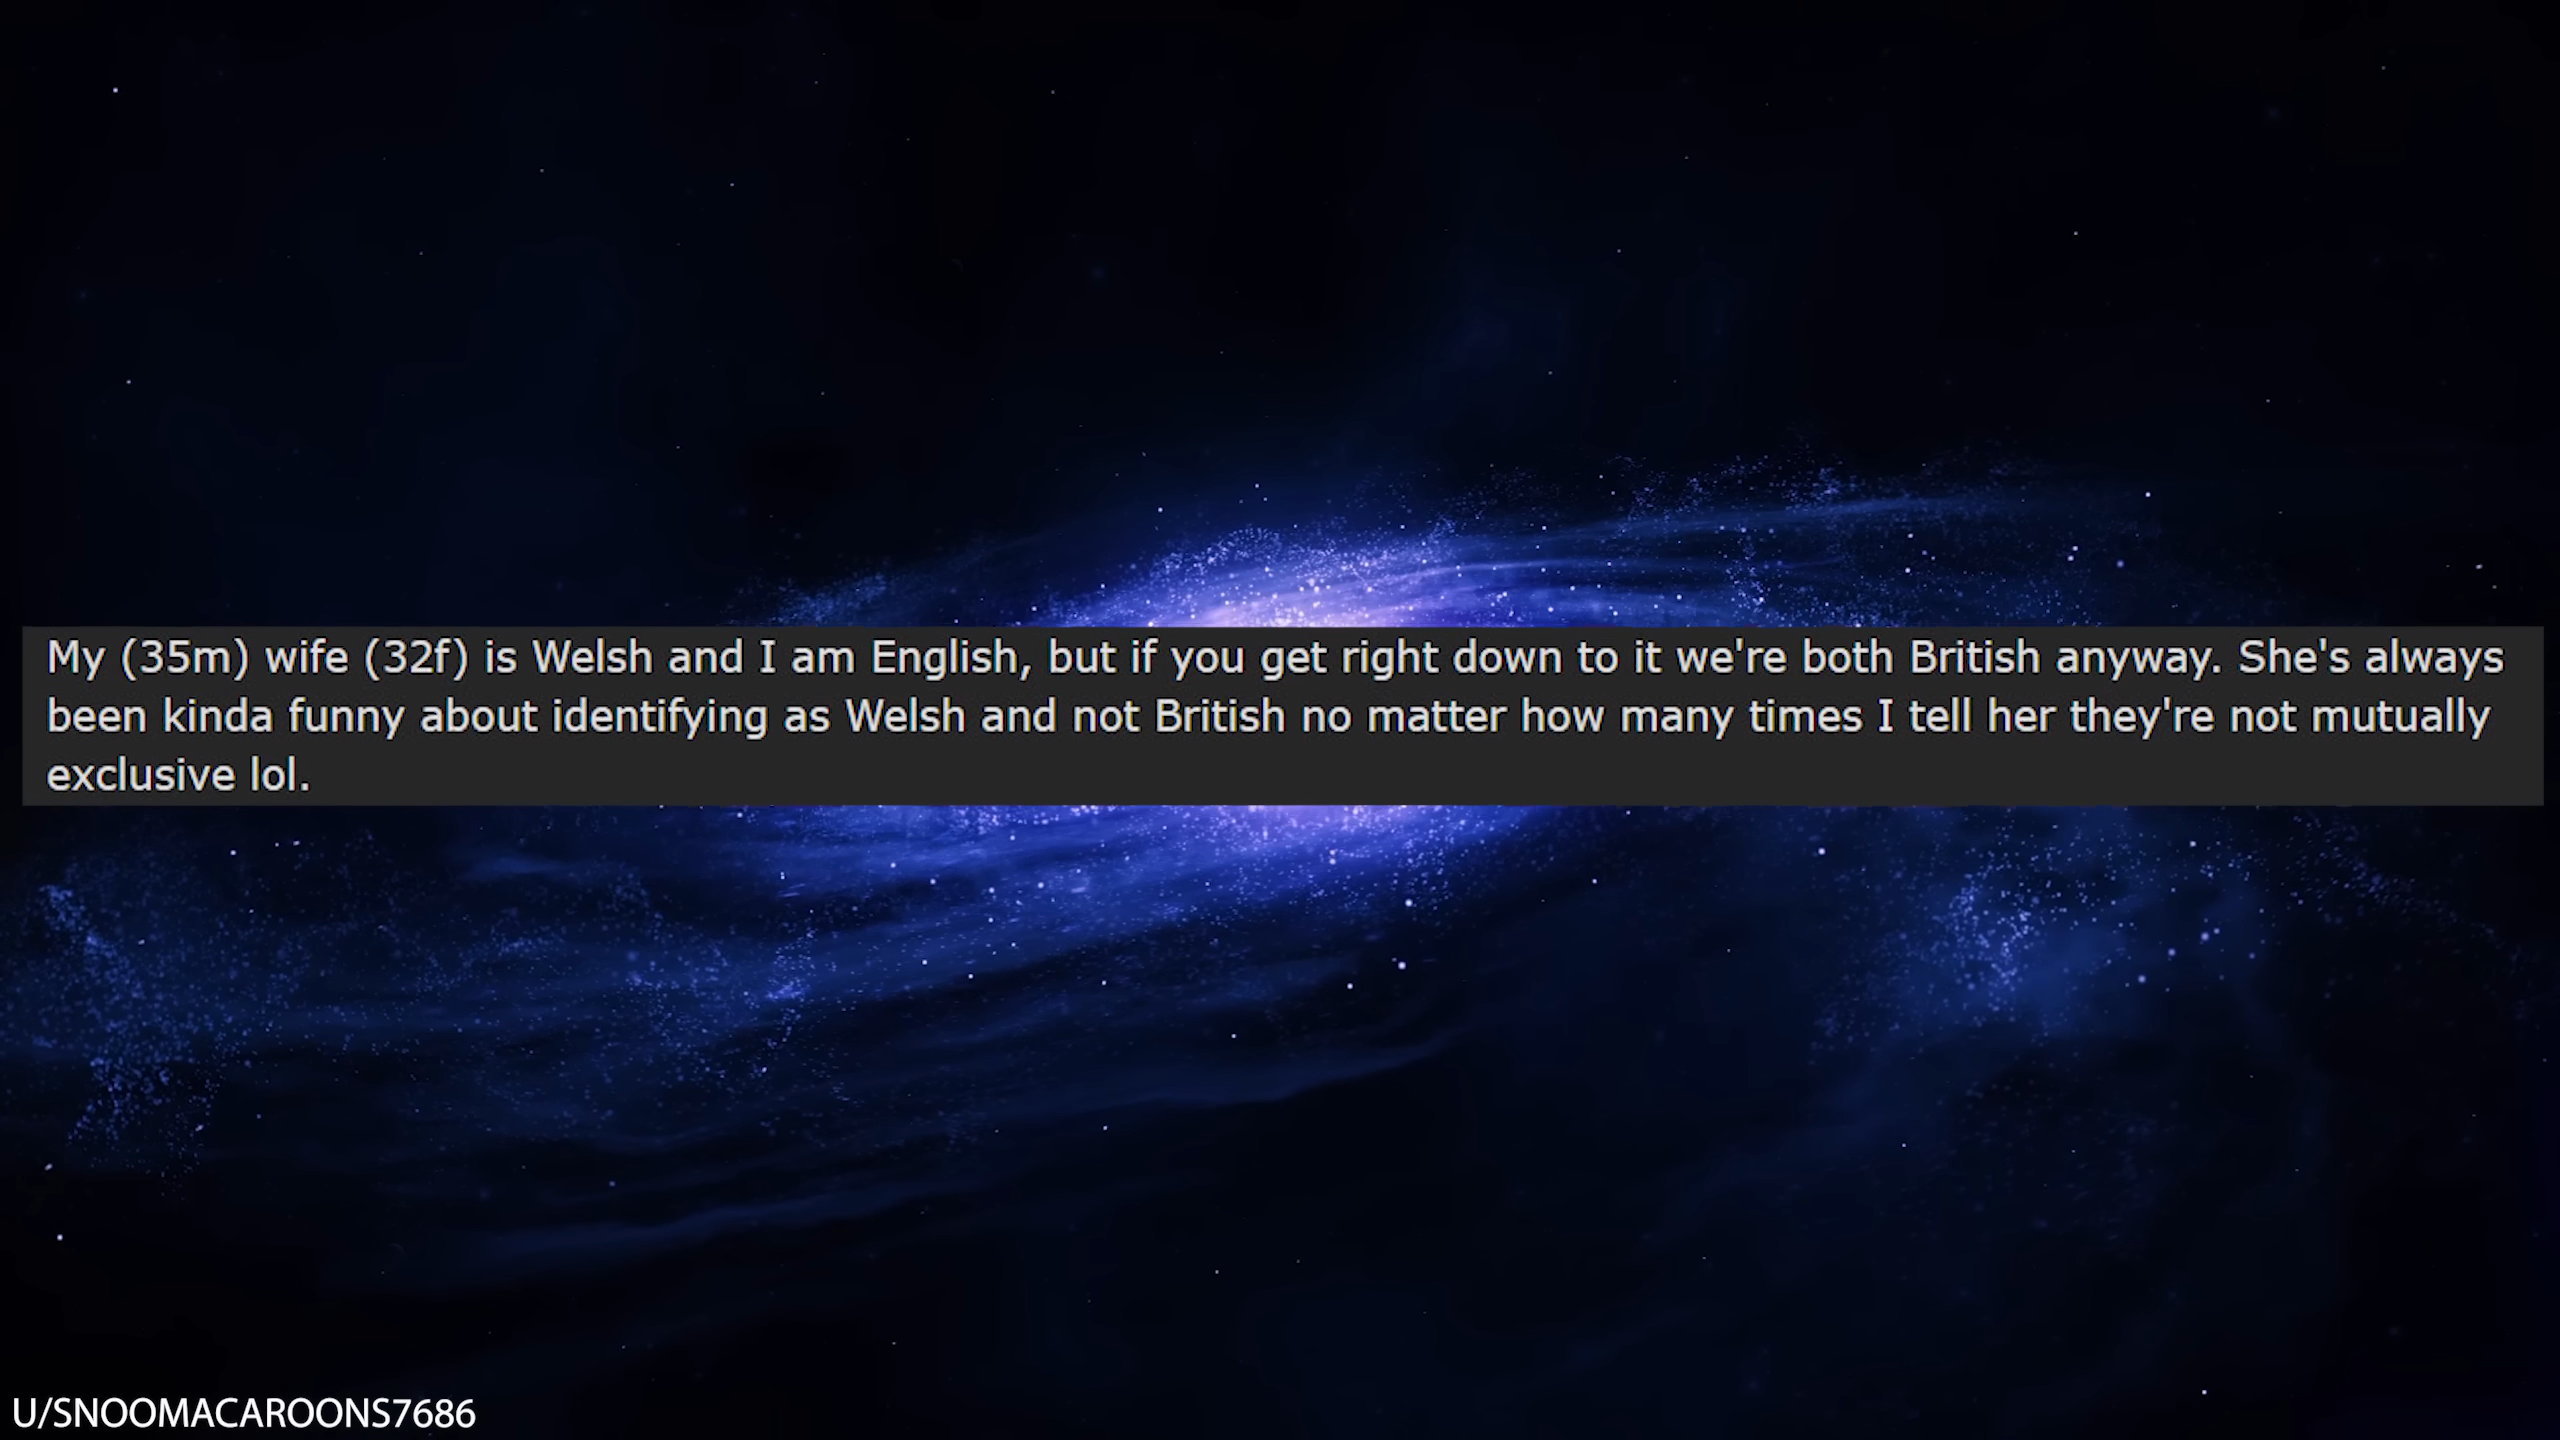 My (35m) wife (32f) is Welsh and I am English, but if you get right down to it we're both British anyway. She's always
been kinda funny about identifying as Welsh and not British no matter how many times I tell her they're not mutually
exclusive lol.
U/SNOOMACAROONS7686